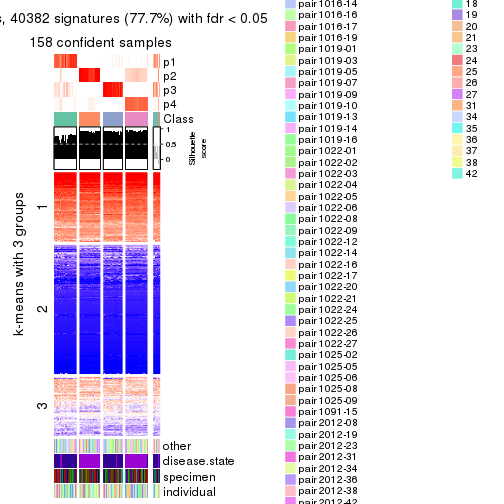 s, 40382 signatures (77.7%) with fdr < 0.05
158 confident samples
p1
p2
p3
p4
Class
1
0.5
0
Silhouette
score
k-means with 3 groups
1
2
3
other
disease.state
specimen
individual
pair1016-14
pair1016-16
pair1016-17
pair1016-19
pair1019-01
pair1019-03
pair1019-05
pair1019-07
pair1019-09
pair1019-10
pair1019-13
pair1019-14
pair1019-16
pair1022-01
pair1022-02
pair1022-03
pair1022-04
pair1022-05
pair1022-06
pair1022-08
pair1022-09
pair1022-12
pair1022-14
pair1022-16
pair1022-17
pair1022-20
pair1022-21
pair1022-24
pair1022-25
pair1022-26
pair1022-27
pair1025-02
pair1025-05
pair1025-06
pair1025-08
pair1025-09
pair1091-15
pair2012-08
pair2012-19
pair2012-23
pair2012-31
pair2012-34
pair2012-36
pair2012-38
18
19
20
21
23
24
25
26
27
31
34
35
36
37
38
42